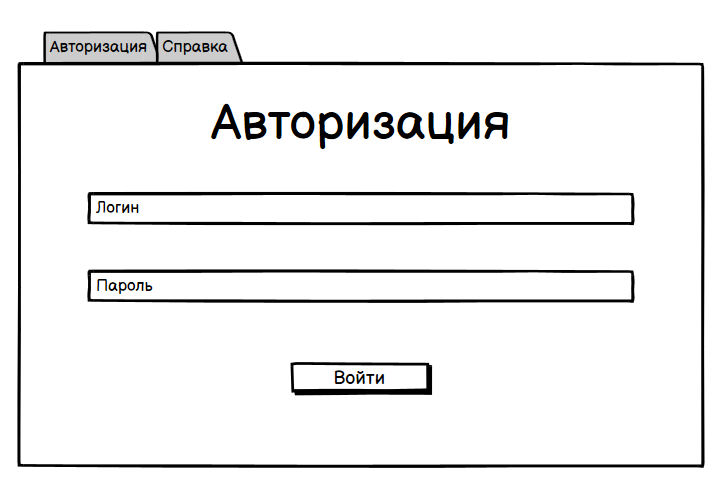 Авторизация Справка
Авторизация
Логин
Пароль
Войти